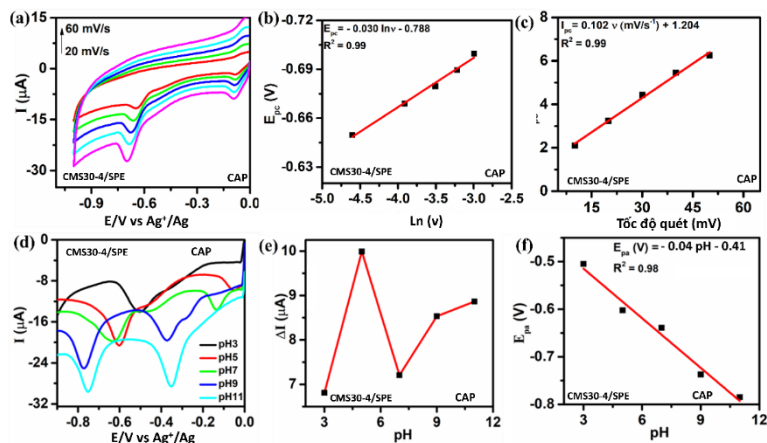 (a)
60 mV/s
20 mV/s
15
0
-15
-30
I (µA)
CMS30-4/SPE
CAP
-0.9
-0.6
-0.3
0.0
E/V vs Ag⁺/Ag
(b)
-0.72
-0.69
-0.66
-0.63
E_pc (V)
E_pc = - 0.030 lnν - 0.788
R² = 0.99
CMS30-4/SPE
CAP
-5.0
-4.5
-4.0
-3.5
-3.0
-2.5
Ln (ν)
(c)
8
6
4
2
0
I_pc = 0.102 ν (mV/s⁻¹) + 1.204
R² = 0.99
CMS30-4/SPE
CAP
15
30
45
60
Tốc độ quét (mV)
(d)
0
-7
-14
-21
-28
I (µA)
CMS30-4/SPE
CAP
pH3
pH5
pH7
pH9
pH11
-0.8
-0.6
-0.4
-0.2
0.0
E/V vs Ag⁺/Ag
(e)
10
9
8
7
ΔI (µA)
CMS30-4/SPE
CAP
3
6
9
12
pH
(f)
-0.5
-0.6
-0.7
-0.8
E_pa (V)
E_pa (V) = - 0.04 pH - 0.41
R² = 0.98
CMS30-4/SPE
CAP
3
6
9
12
pH